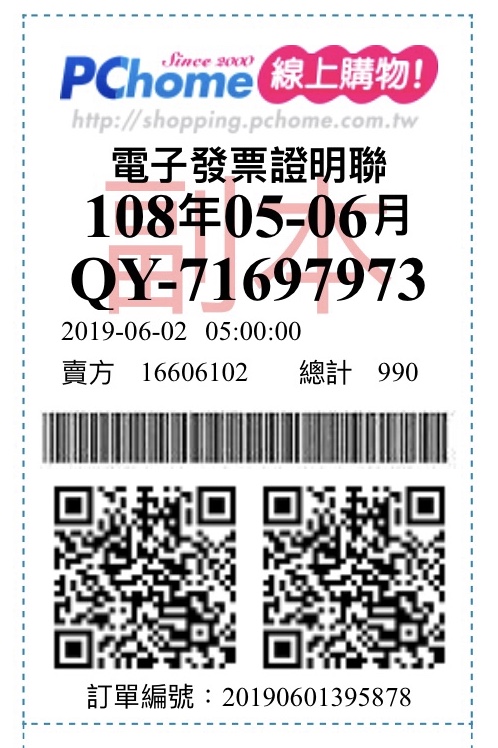 Since 2000
PChome 線上購物!
http://shopping.pchome.com.tw
電子發票證明聯
108年05-06月
QY-71697973
副本
2019-06-02 05:00:00
賣方 16606102 總計 990
訂單編號：20190601395878